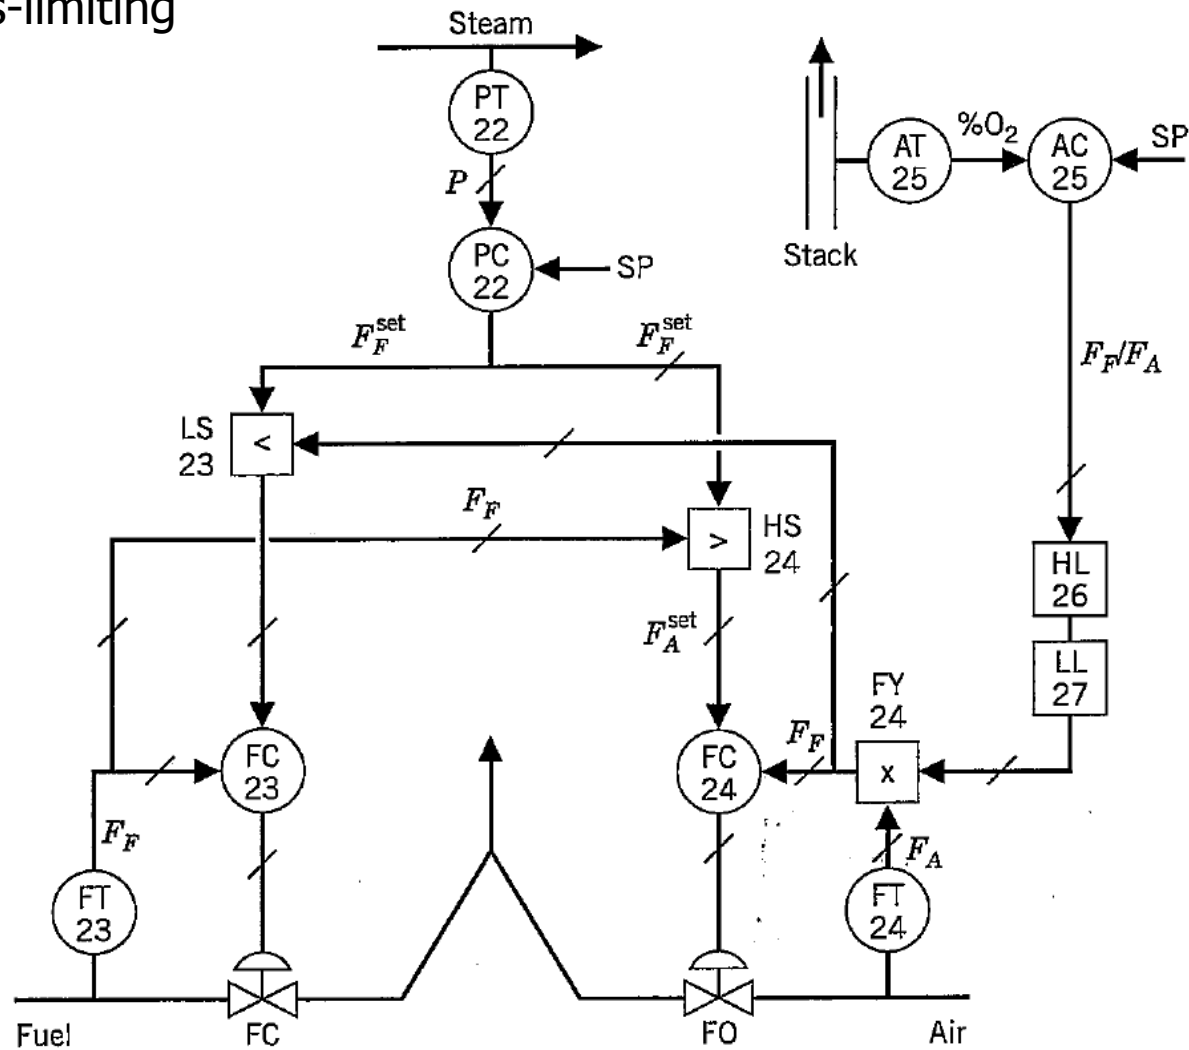 s-limiting
Steam
PT
22
P
PC
22
SP
F_F^set
F_F^set
LS
23
<
F_F
>
HS
24
F_A^set
FC
23
F_F
FT
23
Fuel
FC
FC
24
F_F
FY
24
x
F_A
FT
24
FO
Air
Stack
AT
25
%O₂
AC
25
SP
F_F/F_A
HL
26
LL
27